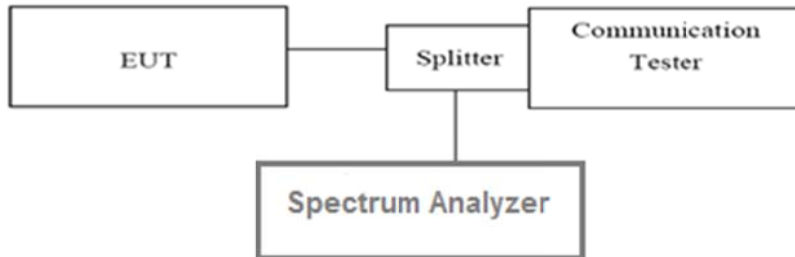 EUT
Splitter
Communication
Tester
Spectrum Analyzer